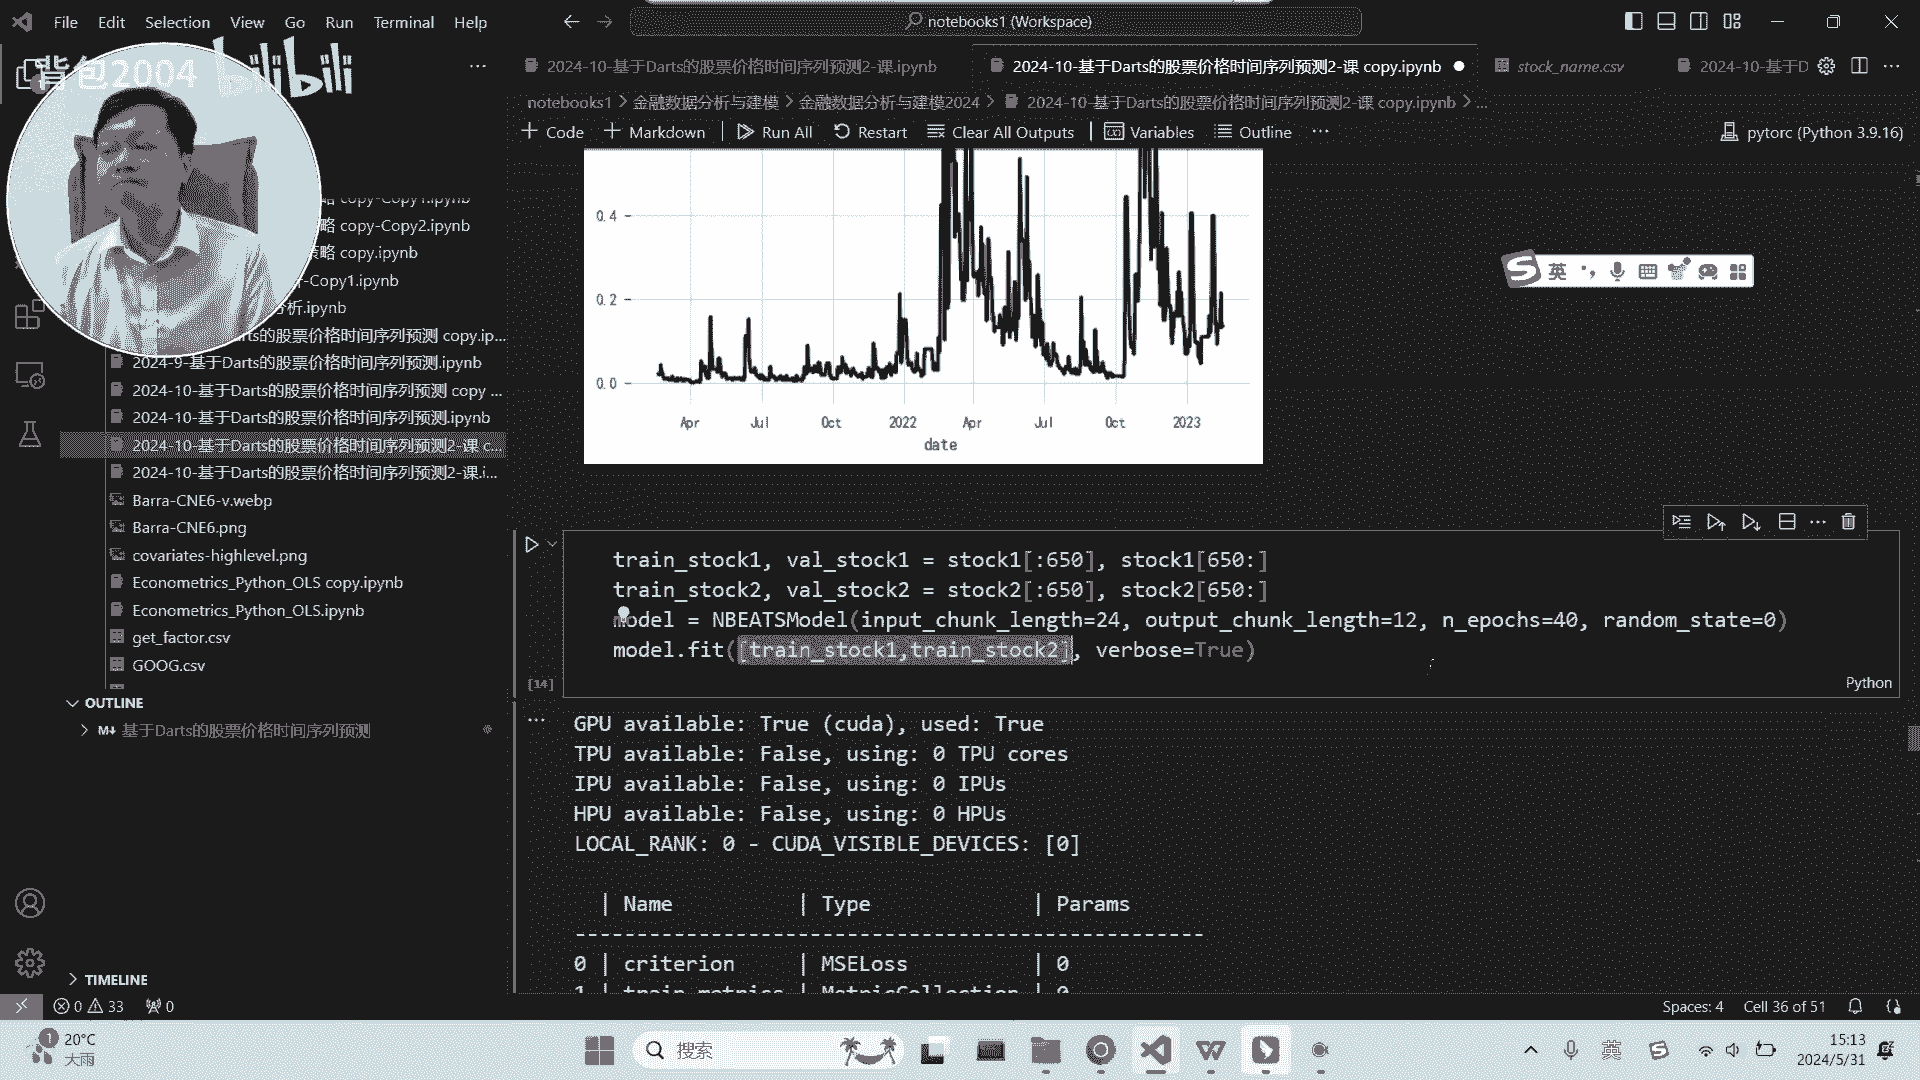 File Edit Selection View Go Run Terminal Help
notebooks1 (Workspace)
背包2004 bilibili
2024-10-基于Darts的股票价格时间序列预测2-课.ipynb
2024-10-基于Darts的股票价格时间序列预测2-课 copy.ipynb
stock_name.csv
2024-10-基于D
notebooks1 > 金融数据分析与建模 > 金融数据分析与建模2024 > 2024-10-基于Darts的股票价格时间序列预测2-课 copy.ipynb > ...
+ Code + Markdown Run All Restart Clear All Outputs Variables Outline ...
pytorc (Python 3.9.16)
略 copy-Copy1.ipynb
略 copy-Copy2.ipynb
策略 copy.ipynb
-Copy1.ipynb
分析.ipynb
Darts的股票价格时间序列预测 copy.ip...
2024-9-基于Darts的股票价格时间序列预测.ipynb
2024-10-基于Darts的股票价格时间序列预测 copy ...
2024-10-基于Darts的股票价格时间序列预测.ipynb
2024-10-基于Darts的股票价格时间序列预测2-课 c...
2024-10-基于Darts的股票价格时间序列预测2-课.i...
Barra-CNE6-v.webp
Barra-CNE6.png
covariates-highlevel.png
Econometrics_Python_OLS copy.ipynb
Econometrics_Python_OLS.ipynb
get_factor.csv
GOOG.csv
OUTLINE
基于Darts的股票价格时间序列预测
TIMELINE
0.4
0.2
0.0
Apr Jul Oct 2022 Apr Jul Oct 2023
date
英
train_stock1, val_stock1 = stock1[:650], stock1[650:]
train_stock2, val_stock2 = stock2[:650], stock2[650:]
model = NBEATSModel(input_chunk_length=24, output_chunk_length=12, n_epochs=40, random_state=0)
model.fit([train_stock1,train_stock2], verbose=True)
[14]
Python
GPU available: True (cuda), used: True
TPU available: False, using: 0 TPU cores
IPU available: False, using: 0 IPUs
HPU available: False, using: 0 HPUs
LOCAL_RANK: 0 - CUDA_VISIBLE_DEVICES: [0]
| Name | Type | Params
-----------------------------------------------
0 | criterion | MSELoss | 0
1 | train_metrics | MetricCollection | 0
0 33 0
Spaces: 4 Cell 36 of 51
1
20°C
大雨
搜索
英
15:13
2024/5/31